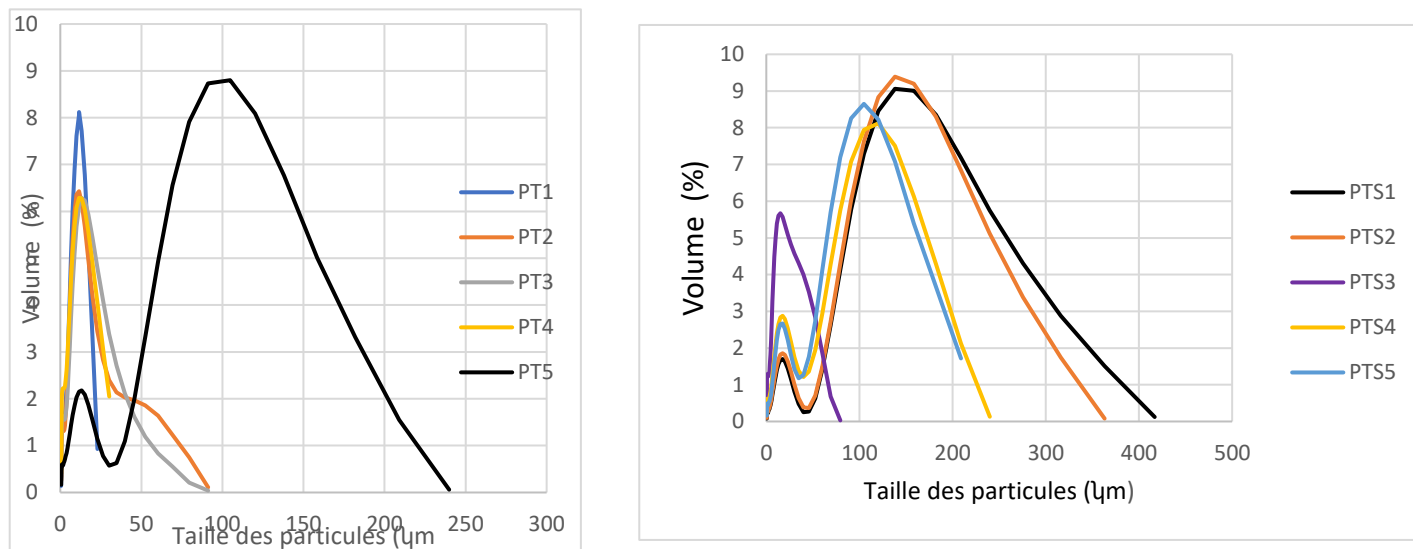 10
9
8
7
6
5
4
3
2
1
0
Volume (%)
0 50 100 150 200 250 300
Taille des particules (կm
PT1
PT2
PT3
PT4
PT5
10
9
8
7
6
5
4
3
2
1
0
Volume (%)
0 100 200 300 400 500
Taille des particules (կm)
PTS1
PTS2
PTS3
PTS4
PTS5